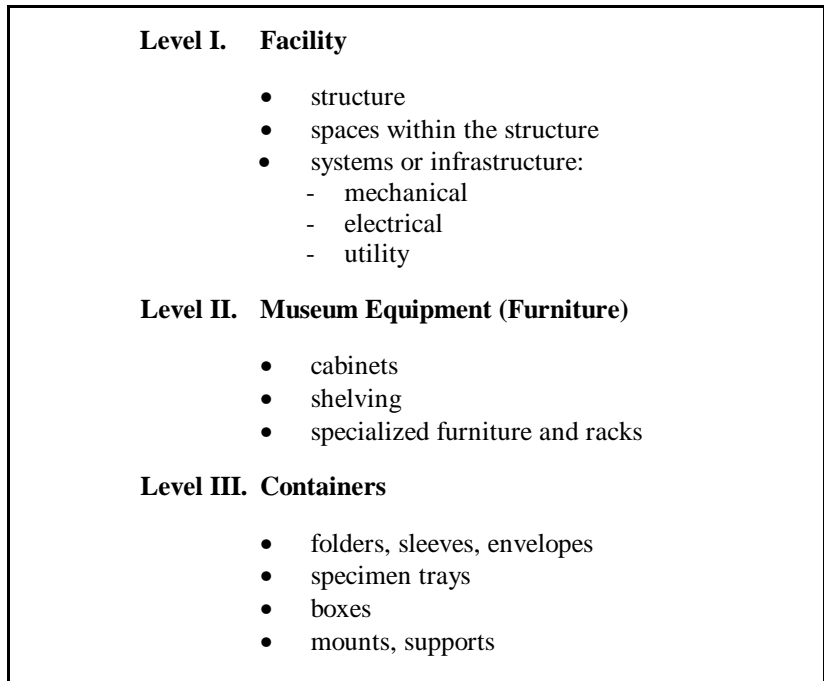 Level I. Facility
• structure
• spaces within the structure
• systems or infrastructure:
- mechanical
- electrical
- utility
Level II. Museum Equipment (Furniture)
• cabinets
• shelving
• specialized furniture and racks
Level III. Containers
• folders, sleeves, envelopes
• specimen trays
• boxes
• mounts, supports